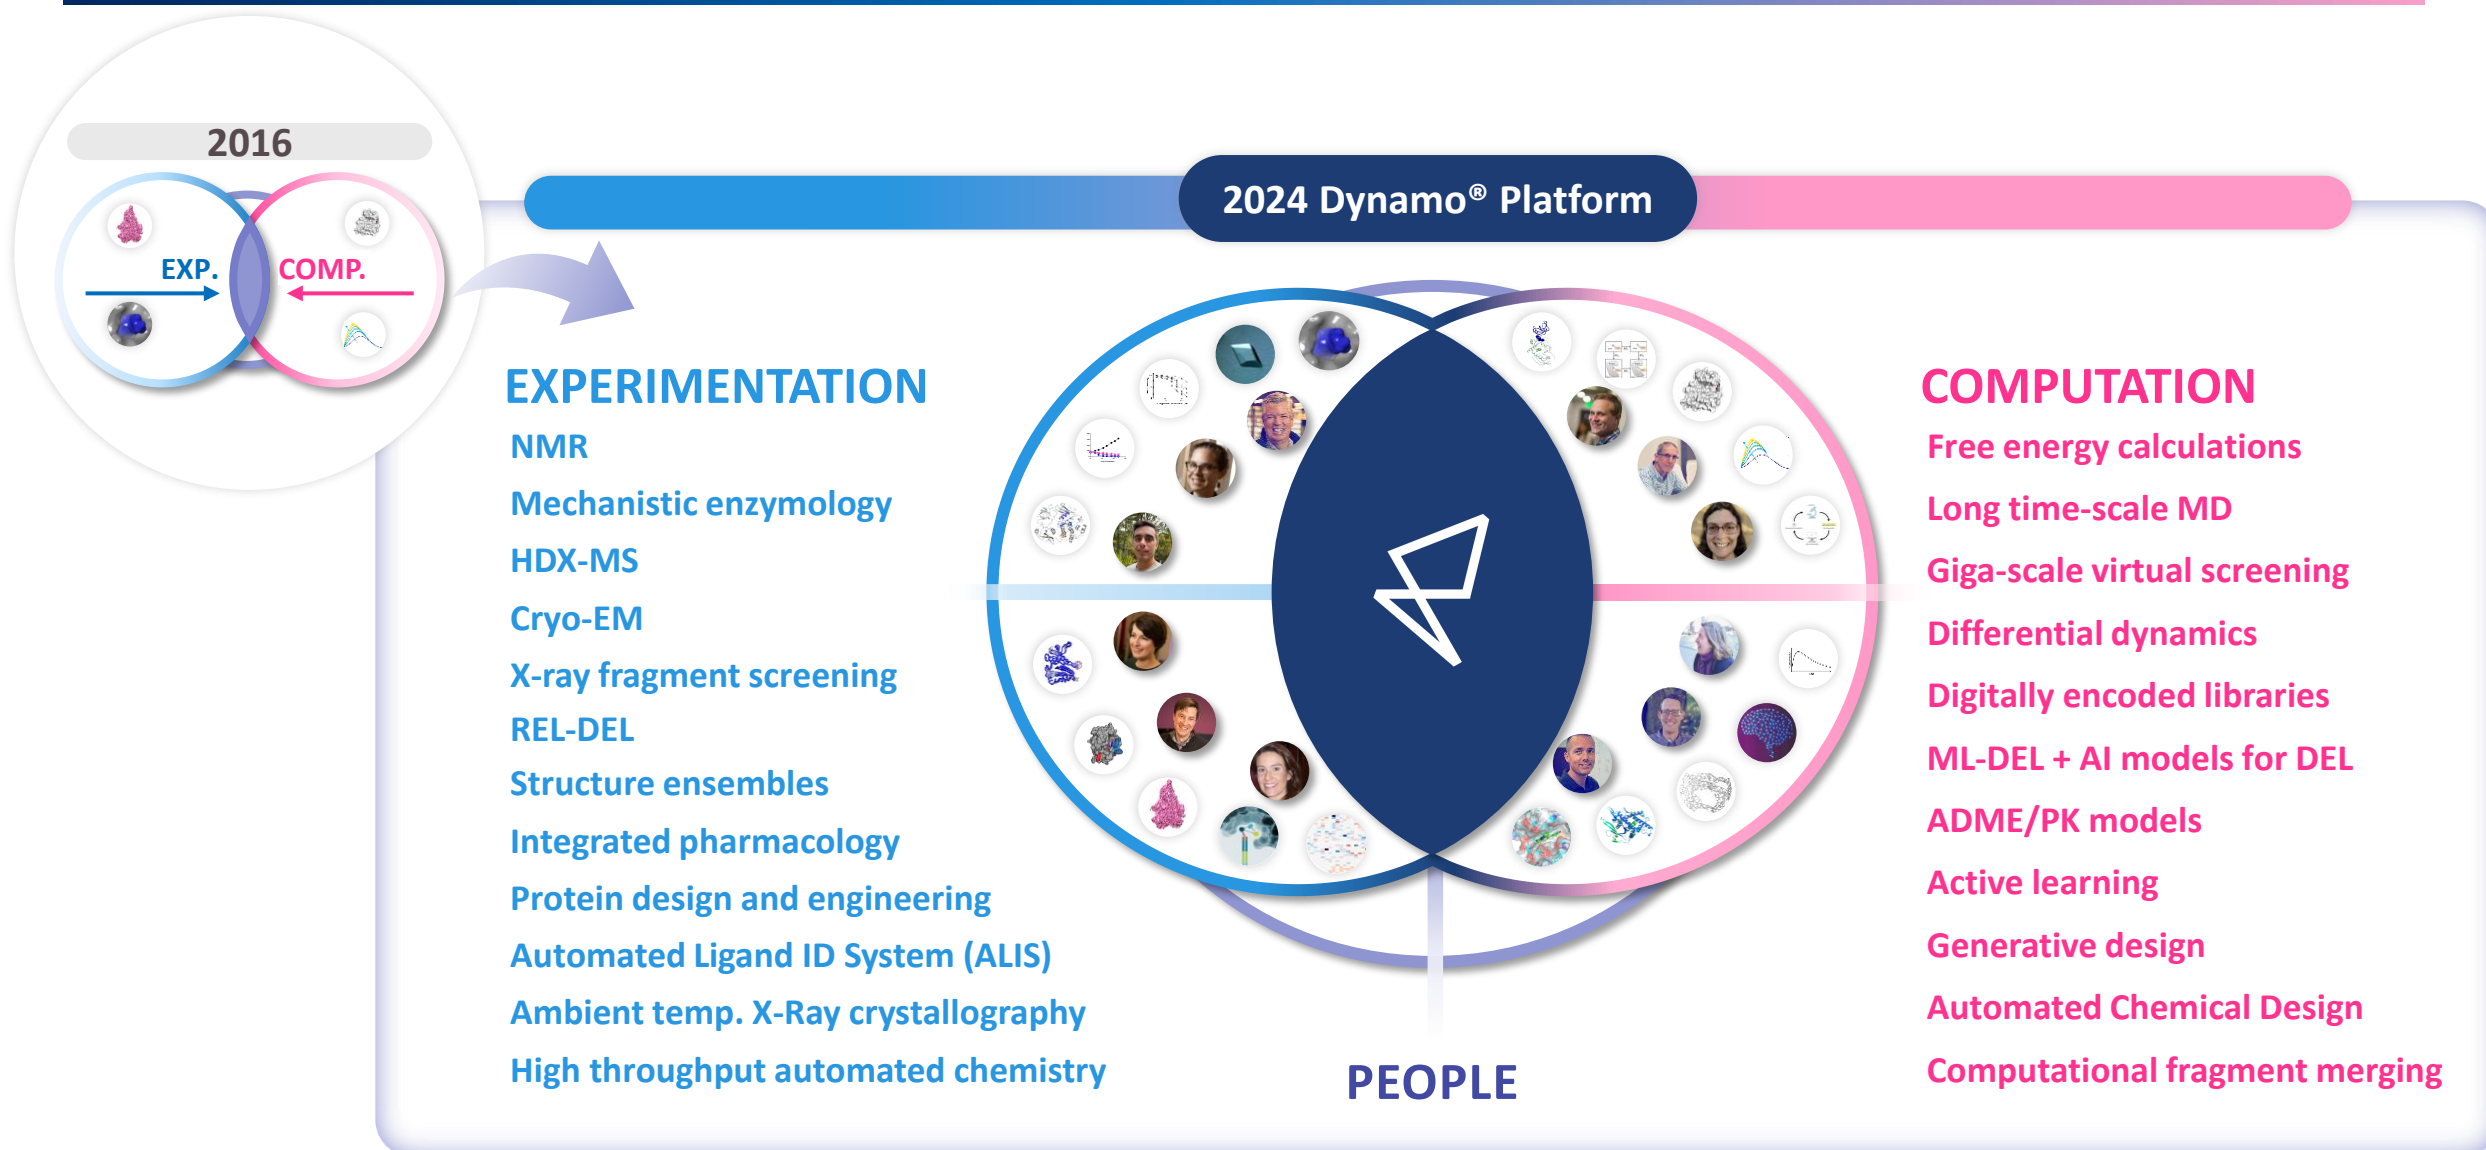 2016
EXP.
COMP.
2024 Dynamo® Platform
EXPERIMENTATION
NMR
Mechanistic enzymology
HDX-MS
Cryo-EM
X-ray fragment screening
REL-DEL
Structure ensembles
Integrated pharmacology
Protein design and engineering
Automated Ligand ID System (ALIS)
Ambient temp. X-Ray crystallography
High throughput automated chemistry
PEOPLE
COMPUTATION
Free energy calculations
Long time-scale MD
Giga-scale virtual screening
Differential dynamics
Digitally encoded libraries
ML-DEL + AI models for DEL
ADME/PK models
Active learning
Generative design
Automated Chemical Design
Computational fragment merging